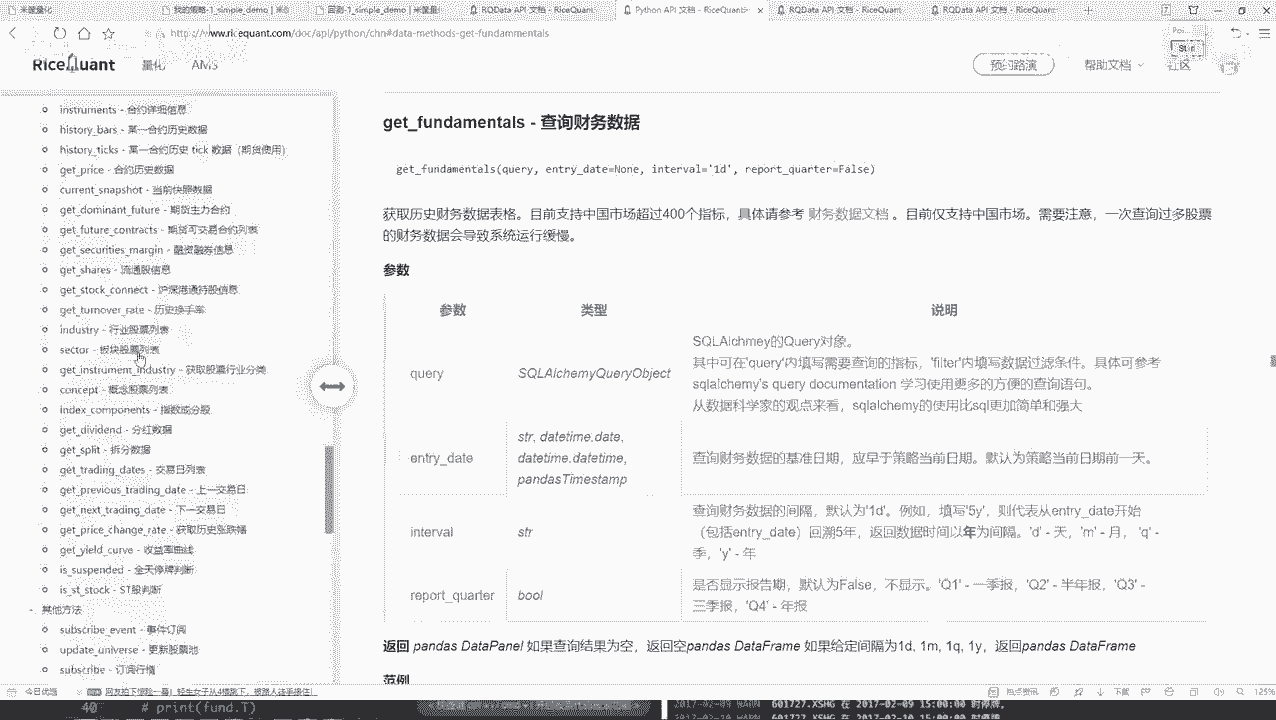 米筐量化
我的策略-1_simple_demo | 米
回测-1_simple_demo | 米筐量
RQData API 文档 - RiceQuant
Python API 文档 - RiceQuant
RQData API 文档 - RiceQuant
RQData API 文档 - RiceQuant
http://www.ricequant.com/doc/api/python/chn#data-methods-get-fundammentals
RiceQuant 量化 AMS
预约路演
帮助文档
社区
instruments - 合约详细信息
history_bars - 某一合约历史数据
history_ticks - 某一合约历史 tick 数据（期货使用）
get_price - 合约历史数据
current_snapshot - 当前快照数据
get_dominant_future - 期货主力合约
get_future_contracts - 期货可交易合约列表
get_securities_margin - 融资融券信息
get_shares - 流通股信息
get_stock_connect - 沪深港通持股信息
get_turnover_rate - 历史换手率
industry - 行业股票列表
sector - 板块股票列表
get_instrument_industry - 获取股票行业分类
concept - 概念股票列表
index_components - 指数成分股
get_dividend - 分红数据
get_split - 拆分数据
get_trading_dates - 交易日列表
get_previous_trading_date - 上一交易日
get_next_trading_date - 下一交易日
get_price_change_rate - 获取历史涨跌幅
get_yield_curve - 收益率曲线
is_suspended - 全天停牌判断
is_st_stock - ST股判断
- 其他方法
subscribe_event - 事件订阅
update_universe - 更新股票池
subscribe - 订阅行情
get_fundamentals - 查询财务数据
get_fundamentals(query, entry_date=None, interval='1d', report_quarter=False)
获取历史财务数据表格。目前支持中国市场超过400个指标，具体请参考 财务数据文档 。目前仅支持中国市场。需要注意，一次查询过多股票
的财务数据会导致系统运行缓慢。
参数
参数 类型 说明
query SQLAlchemyQueryObject
SQLAlchmey的Query对象。
其中可在'query'内填写需要查询的指标，'filter'内填写数据过滤条件。具体可参考
sqlalchemy's query documentation 学习使用更多的方便的查询语句。
从数据科学家的观点来看，sqlalchemy的使用比sql更加简单和强大
entry_date
str, datetime.date,
datetime.datetime,
pandasTimestamp
查询财务数据的基准日期，应早于策略当前日期。默认为策略当前日期前一天。
interval str
查询财务数据的间隔，默认为'1d'。例如，填写'5y'，则代表从entry_date开始
（包括entry_date）回溯5年，返回数据时间以年为间隔。'd' - 天，'m' - 月， 'q' -
季，'y' - 年
report_quarter bool
是否显示报告期，默认为False，不显示。'Q1' - 一季报，'Q2' - 半年报，'Q3' -
三季报，'Q4' - 年报
返回 pandas DataPanel 如果查询结果为空，返回空pandas DataFrame 如果给定间隔为1d, 1m, 1q, 1y，返回pandas DataFrame
范例
今日优选
热点资讯
下载
125%
40 # print(fund.T)
601727.XSHG 在 2017-02-09 15:00:00 时停牌,
2017-02-10 WARN 601727.XSHG 在 2017-02-10 15:00:00 时停牌,